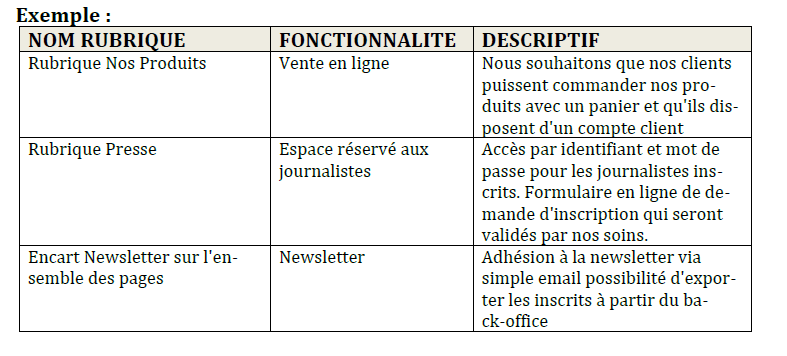 Exemple :
NOM RUBRIQUE FONCTIONNALITE DESCRIPTIF
Rubrique Nos Produits Vente en ligne Nous souhaitons que nos clients
puissent commander nos pro-
duits avec un panier et qu'ils dis-
posent d'un compte client
Rubrique Presse Espace réservé aux Accès par identifiant et mot de
journalistes passe pour les journalistes ins-
crits. Formulaire en ligne de de-
mande d'inscription qui seront
validés par nos soins.
Encart Newsletter sur l'en- Newsletter Adhésion à la newsletter via
semble des pages simple email possibilité d'expor-
ter les inscrits à partir du ba-
ck-office